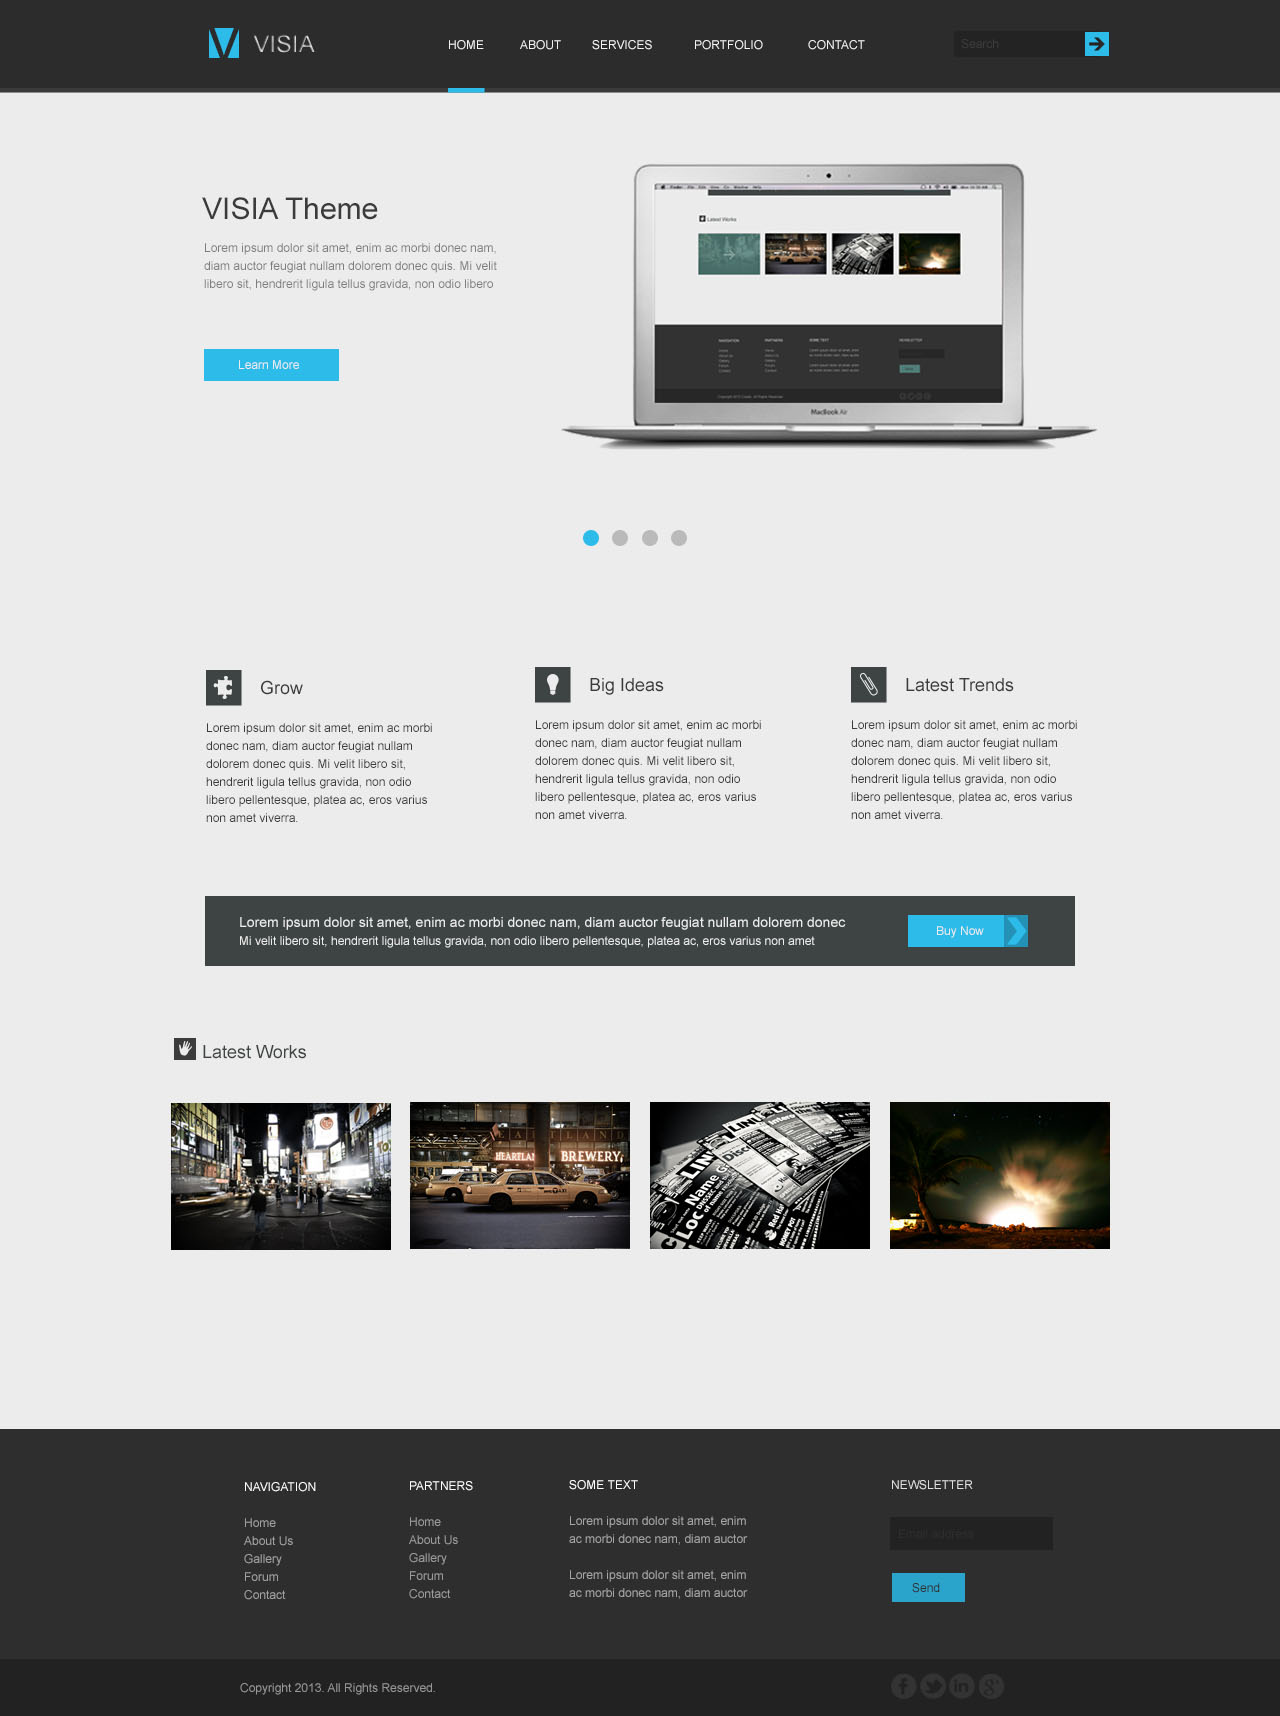 VISIA
HOME
ABOUT
SERVICES
PORTFOLIO
CONTACT
Search
VISIA Theme
Lorem ipsum dolor sit amet, enim ac morbi donec nam,
diam auctor feugiat nullam dolorem donec quis. Mi velit
libero sit, hendrerit ligula tellus gravida, non odio libero
Learn More
Latest Works
MacBook Air
Grow
Lorem ipsum dolor sit amet, enim ac morbi
donec nam, diam auctor feugiat nullam
dolorem donec quis. Mi velit libero sit,
hendrerit ligula tellus gravida, non odio
libero pellentesque, platea ac, eros varius
non amet viverra.
Big Ideas
Lorem ipsum dolor sit amet, enim ac morbi
donec nam, diam auctor feugiat nullam
dolorem donec quis. Mi velit libero sit,
hendrerit ligula tellus gravida, non odio
libero pellentesque, platea ac, eros varius
non amet viverra.
Latest Trends
Lorem ipsum dolor sit amet, enim ac morbi
donec nam, diam auctor feugiat nullam
dolorem donec quis. Mi velit libero sit,
hendrerit ligula tellus gravida, non odio
libero pellentesque, platea ac, eros varius
non amet viverra.
Lorem ipsum dolor sit amet, enim ac morbi donec nam, diam auctor feugiat nullam dolorem donec
Mi velit libero sit, hendrerit ligula tellus gravida, non odio libero pellentesque, platea ac, eros varius non amet
Buy Now
Latest Works
HEARTLAN
BREWERY
NAVIGATION
Home
About Us
Gallery
Forum
Contact
PARTNERS
Home
About Us
Gallery
Forum
Contact
SOME TEXT
Lorem ipsum dolor sit amet, enim
ac morbi donec nam, diam auctor
Lorem ipsum dolor sit amet, enim
ac morbi donec nam, diam auctor
NEWSLETTER
Email address
Send
Copyright 2013. All Rights Reserved.